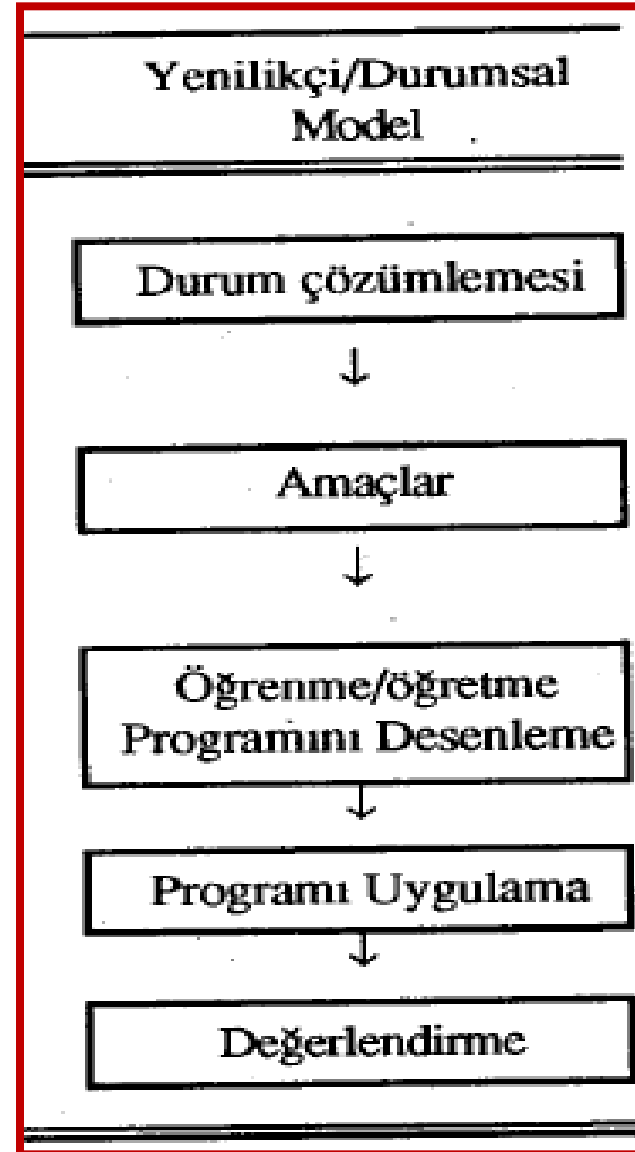 Yenilikçi/Durumsal
Model
Durum çözümlemesi
↓
Amaçlar
↓
Öğrenme/öğretme
Programını Desenleme
↓
Programı Uygulama
↓
Değerlendirme